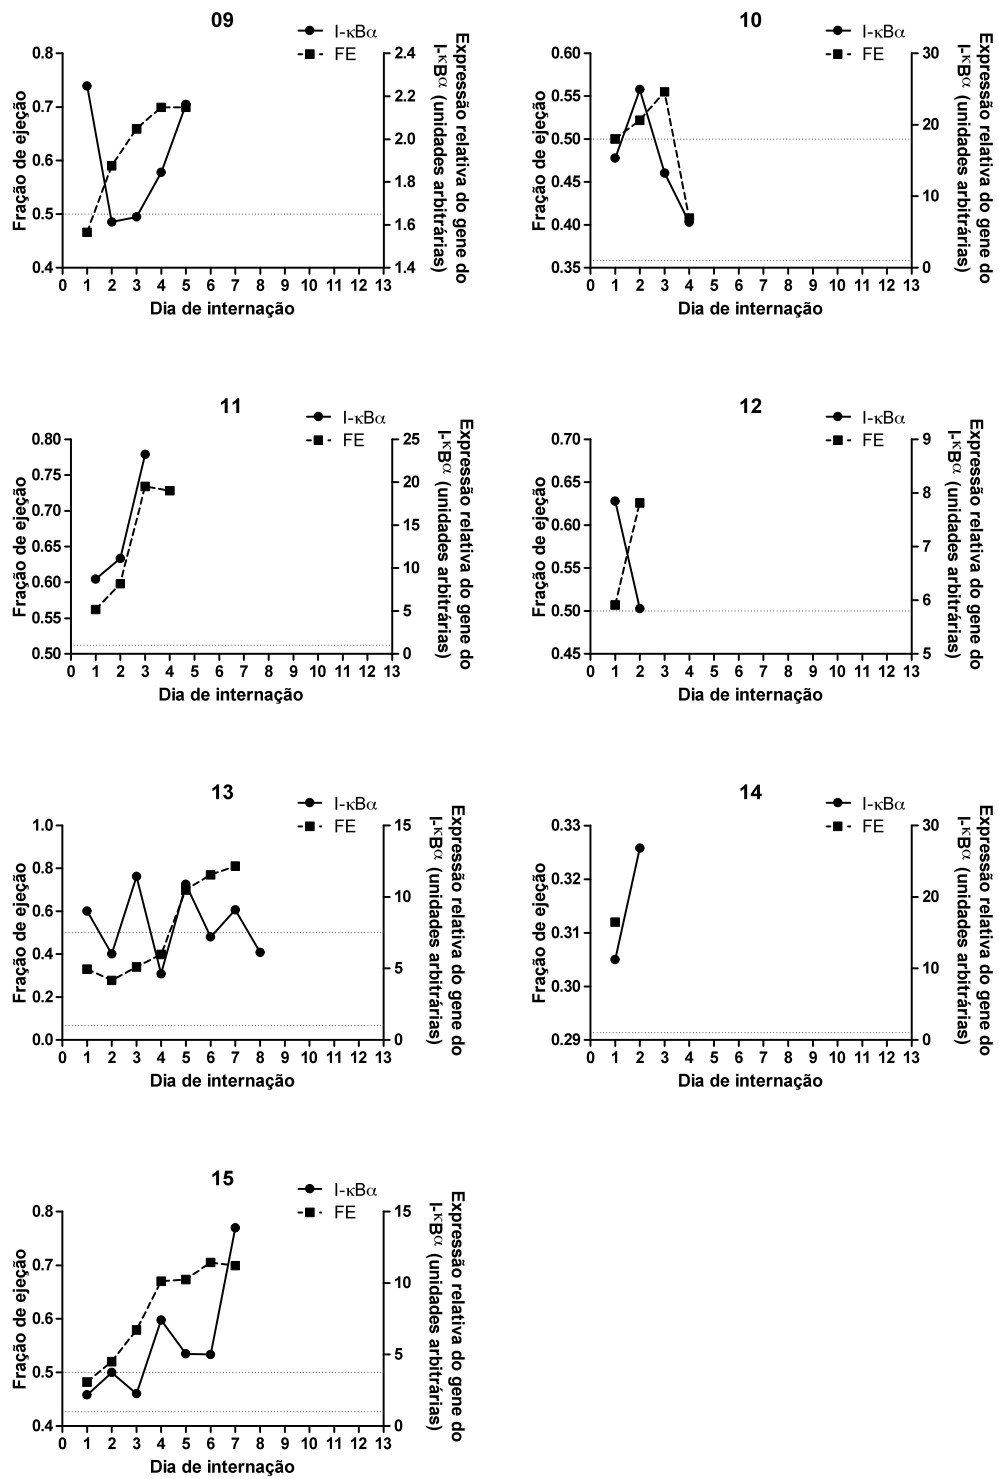 09
I-κBα
FE
0.8
0.7
0.6
0.5
0.4
Fração de ejeção
2.4
2.2
2.0
1.8
1.6
1.4
Expressão relativa do gene do
I-κBα (unidades arbitrárias)
0 1 2 3 4 5 6 7 8 9 10 11 12 13
Dia de internação
10
I-κBα
FE
0.60
0.55
0.50
0.45
0.40
0.35
Fração de ejeção
30
20
10
0
Expressão relativa do gene do
I-κBα (unidades arbitrárias)
0 1 2 3 4 5 6 7 8 9 10 11 12 13
Dia de internação
11
I-κBα
FE
0.80
0.75
0.70
0.65
0.60
0.55
0.50
Fração de ejeção
25
20
15
10
5
0
Expressão relativa do gene do
I-κBα (unidades arbitrárias)
0 1 2 3 4 5 6 7 8 9 10 11 12 13
Dia de internação
12
I-κBα
FE
0.70
0.65
0.60
0.55
0.50
0.45
Fração de ejeção
9
8
7
6
5
Expressão relativa do gene do
I-κBα (unidades arbitrárias)
0 1 2 3 4 5 6 7 8 9 10 11 12 13
Dia de internação
13
I-κBα
FE
1.0
0.8
0.6
0.4
0.2
0.0
Fração de ejeção
15
10
5
0
Expressão relativa do gene do
I-κBα (unidades arbitrárias)
0 1 2 3 4 5 6 7 8 9 10 11 12 13
Dia de internação
14
I-κBα
FE
0.33
0.32
0.31
0.30
0.29
Fração de ejeção
30
20
10
0
Expressão relativa do gene do
I-κBα (unidades arbitrárias)
0 1 2 3 4 5 6 7 8 9 10 11 12 13
Dia de internação
15
I-κBα
FE
0.8
0.7
0.6
0.5
0.4
Fração de ejeção
15
10
5
0
Expressão relativa do gene do
I-κBα (unidades arbitrárias)
0 1 2 3 4 5 6 7 8 9 10 11 12 13
Dia de internação